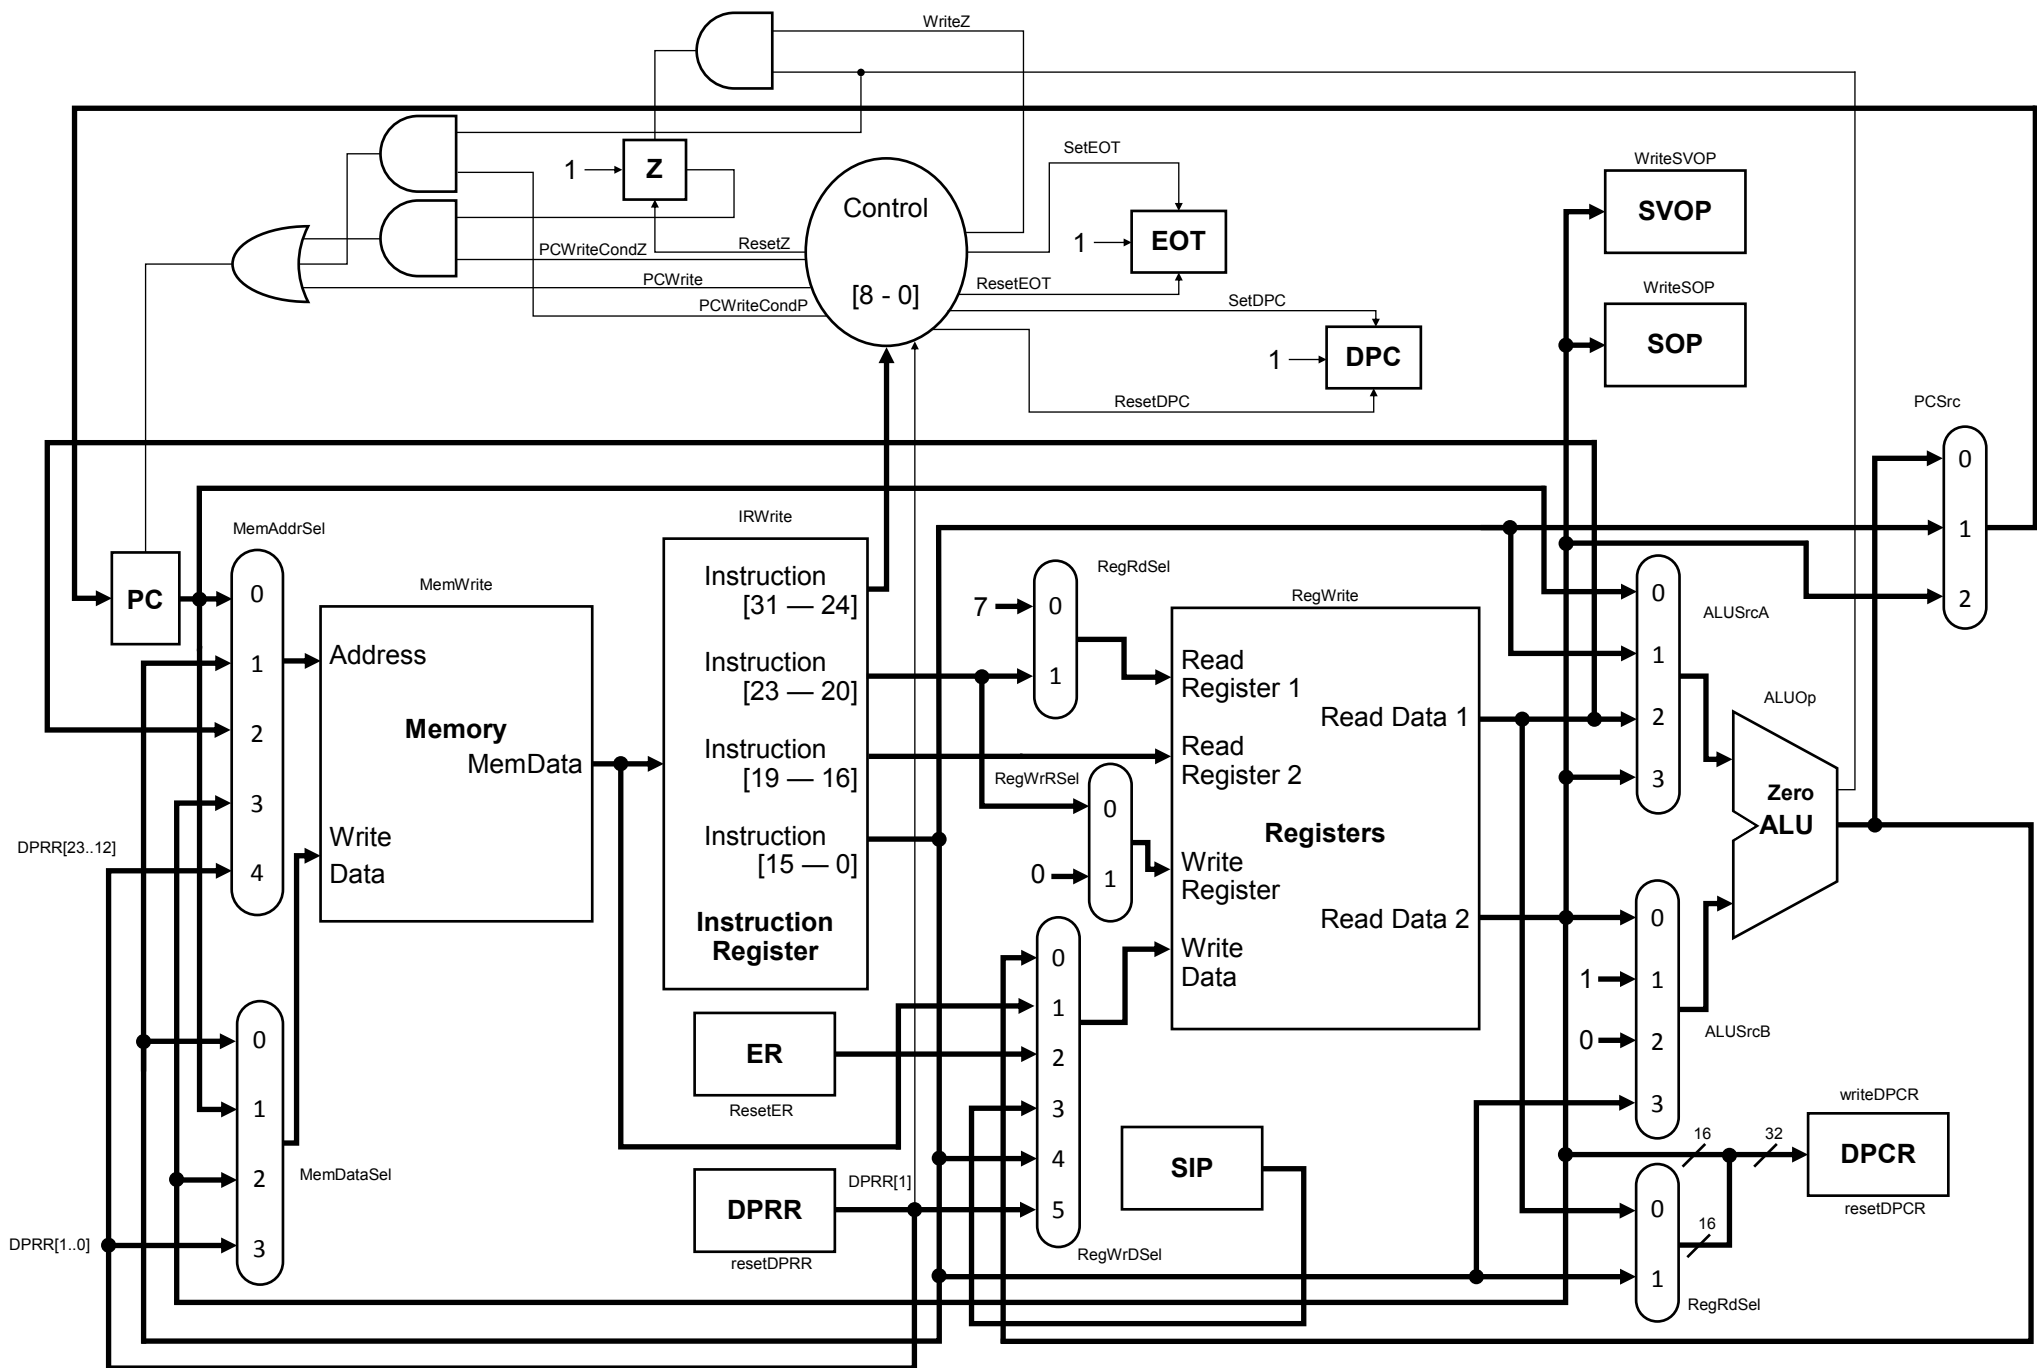 WriteZ
SetEOT
WriteSVOP
1
Z
Control
[8 - 0]
SVOP
1
EOT
PCWriteCondZ
ResetZ
PCWrite
PCWriteCondP
ResetEOT
SetDPC
WriteSOP
SOP
1
DPC
ResetDPC
PCSrc
0
1
2
MemAddrSel
0
1
2
3
4
PC
DPRR[23..12]
MemWrite
Address
Memory
MemData
Write
Data
IRWrite
Instruction
[31 — 24]
Instruction
[23 — 20]
Instruction
[19 — 16]
Instruction
[15 — 0]
Instruction
Register
RegRdSel
7
0
1
RegWrRSel
0
0
1
RegWrite
Read
Register 1
Read Data 1
Read
Register 2
Registers
Write
Register
Read Data 2
Write
Data
ALUSrcA
0
1
2
3
ALUOp
Zero
ALU
0
1
1
0
2
3
ALUSrcB
0
1
2
3
MemDataSel
DPRR[1..0]
ER
ResetER
DPRR
DPRR[1]
resetDPRR
0
1
2
3
4
5
RegWrDSel
SIP
16
32
writeDPCR
DPCR
resetDPCR
0
16
1
RegRdSel